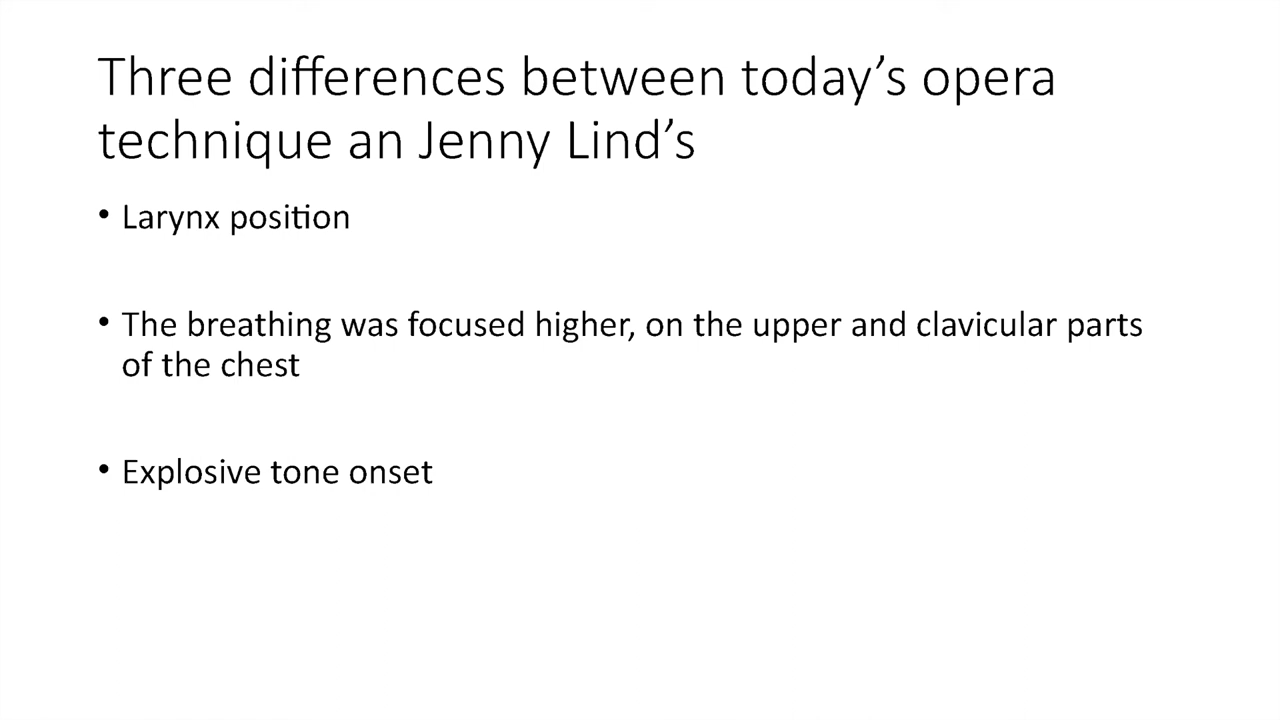 Three differences between today’s opera
technique an Jenny Lind’s
• Larynx position
• The breathing was focused higher, on the upper and clavicular parts
of the chest
• Explosive tone onset